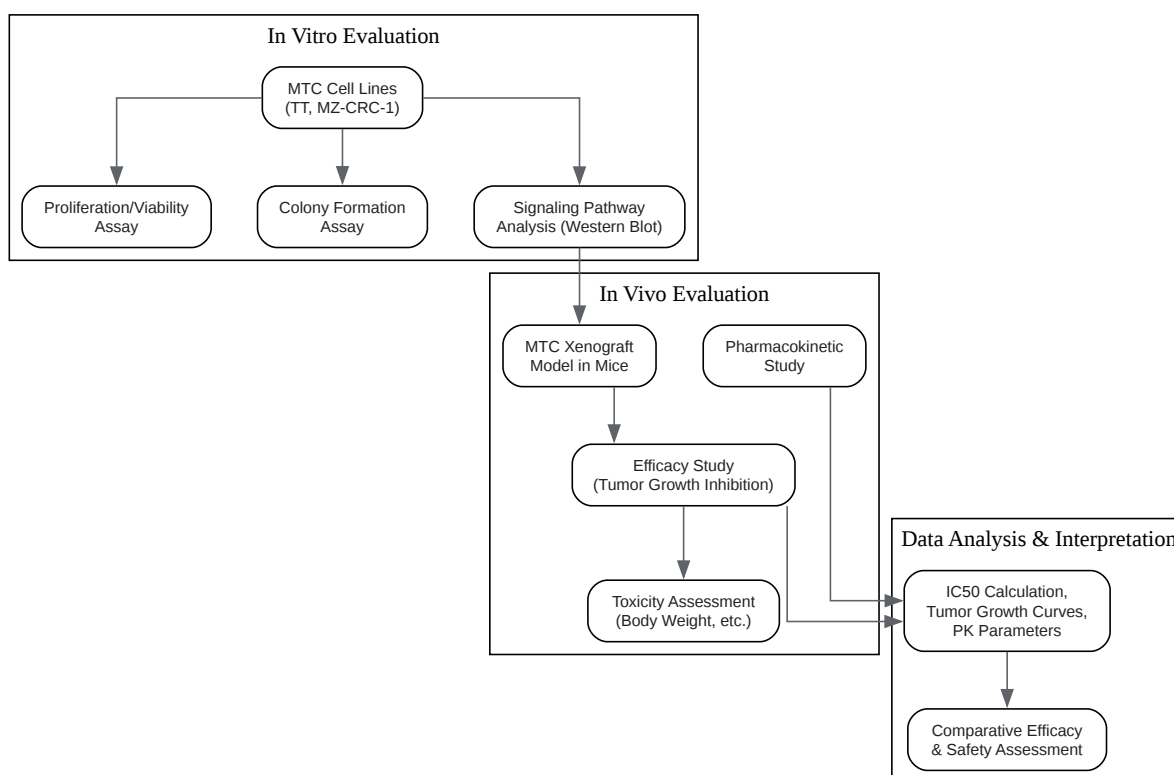 In Vitro Evaluation
MTC Cell Lines
(TT, MZ-CRC-1)
Proliferation/Viability
Assay
Colony Formation
Assay
Signaling Pathway
Analysis (Western Blot)
In Vivo Evaluation
MTC Xenograft
Model in Mice
Pharmacokinetic
Study
Efficacy Study
(Tumor Growth Inhibition)
Toxicity Assessment
(Body Weight, etc.)
Data Analysis & Interpretation
IC50 Calculation,
Tumor Growth Curves,
PK Parameters
Comparative Efficacy
& Safety Assessment